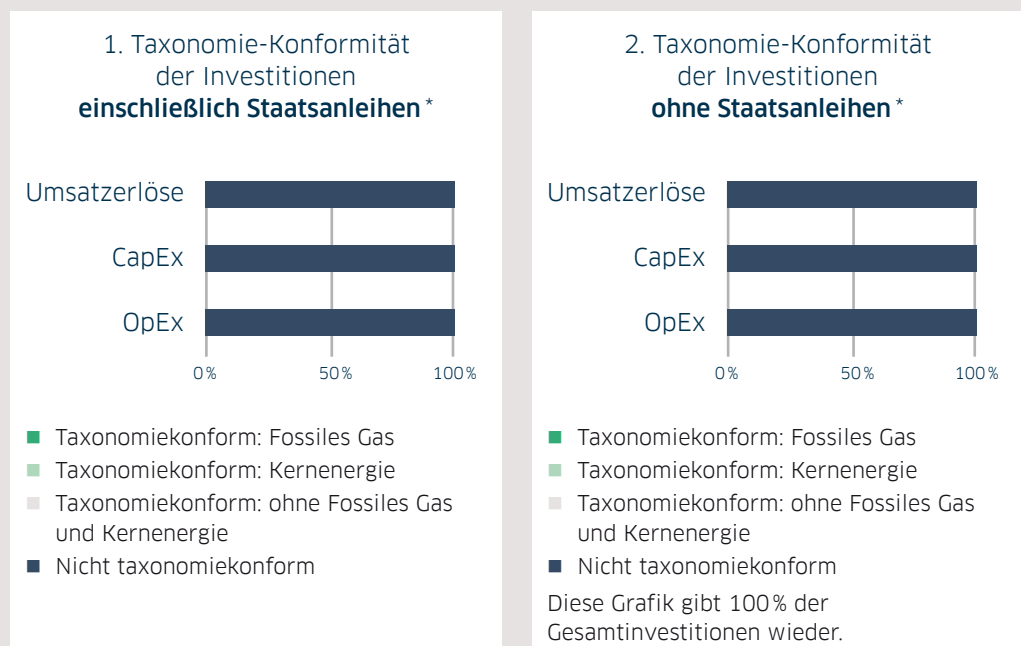 1. Taxonomie-Konformität
der Investitionen
einschließlich Staatsanleihen *
Umsatzerlöse
CapEx
OpEx
0 % 50 % 100 %
Taxonomiekonform: Fossiles Gas
Taxonomiekonform: Kernenergie
Taxonomiekonform: ohne Fossiles Gas
und Kernenergie
Nicht taxonomiekonform
2. Taxonomie-Konformität
der Investitionen
ohne Staatsanleihen *
Umsatzerlöse
CapEx
OpEx
0 % 50 % 100 %
Taxonomiekonform: Fossiles Gas
Taxonomiekonform: Kernenergie
Taxonomiekonform: ohne Fossiles Gas
und Kernenergie
Nicht taxonomiekonform
Diese Grafik gibt 100 % der
Gesamtinvestitionen wieder.